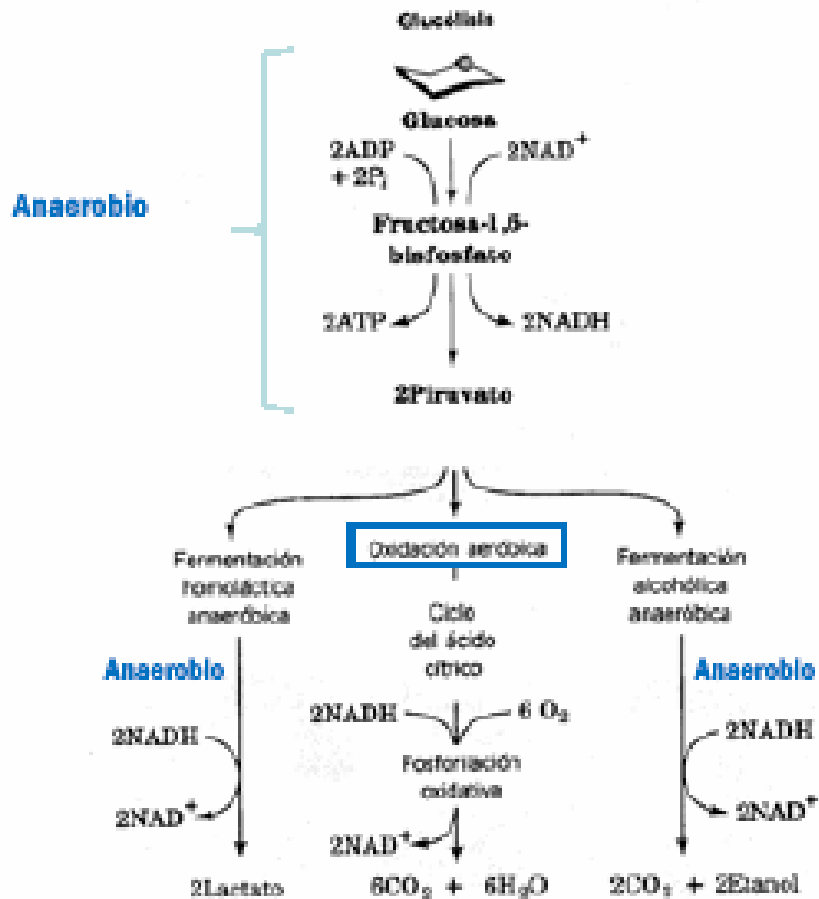 Glucólisis
Glucosa
2ADP
+ 2Pi
2NAD+
Anaerobio
Fructosa-1,6-
bisfosfato
2ATP
2NADH
2Piruvato
Fermentación
homoláctica
anaeróbica
Oxidación aeróbica
Fermentación
alcohólica
anaeróbica
Ciclo
del ácido
cítrico
Anaerobio
Anaerobio
2NADH
2NADH
6 O₂
2NADH
Fosforilación
oxidativa
2NAD+
2NAD+
2NAD+
2Lactato
6CO₂ + 6H₂O
2CO₂ + 2Etanol